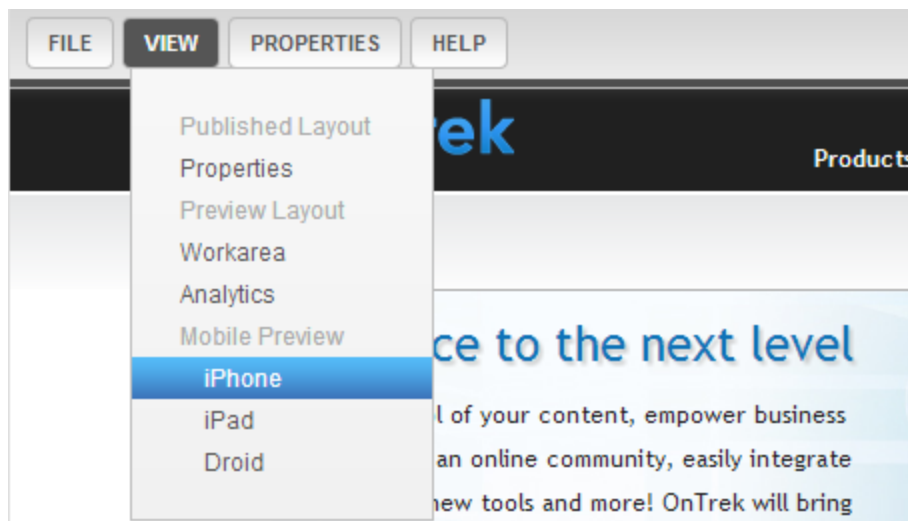 FILE VIEW PROPERTIES HELP
Published Layout
Properties
Preview Layout
Workarea
Analytics
Mobile Preview
iPhone
iPad
Droid
ek
Products
ce to the next level
of your content, empower business
an online community, easily integrate
new tools and more! OnTrek will bring